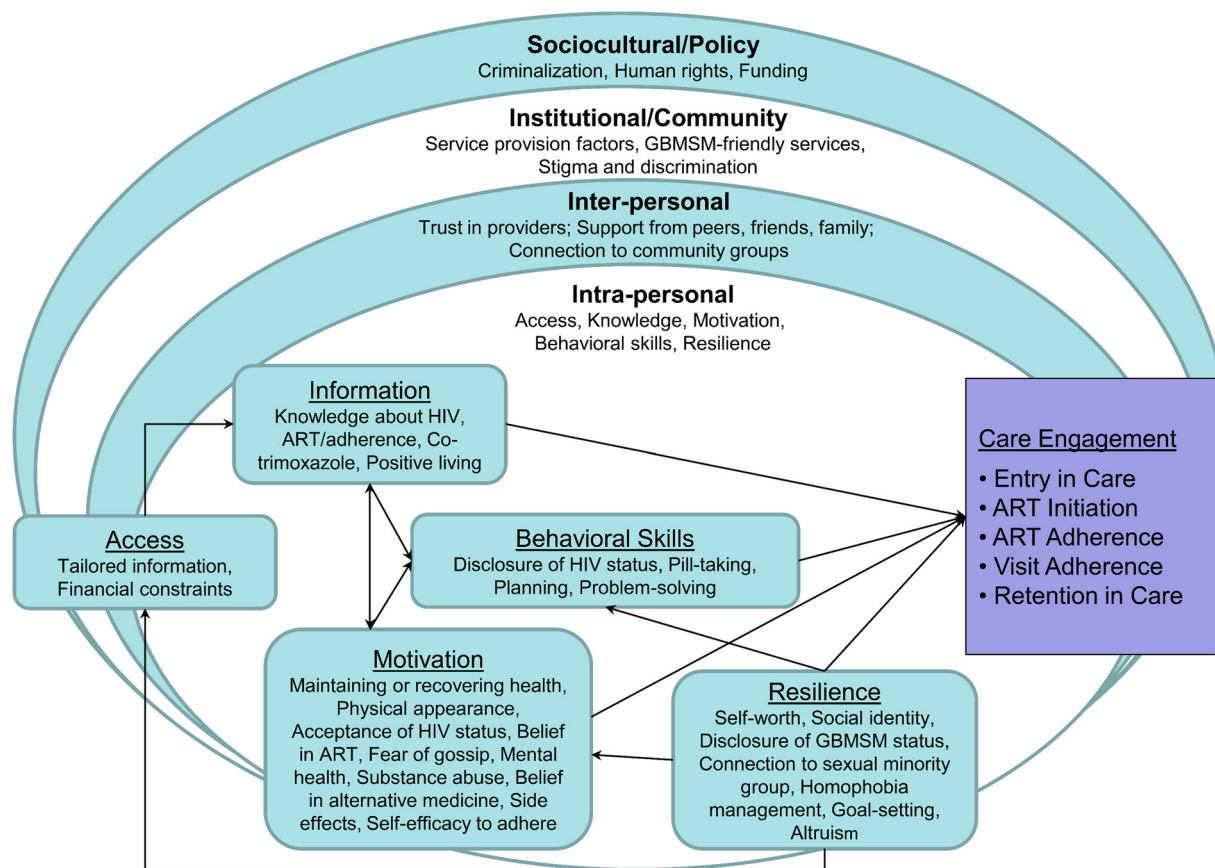 Sociocultural/Policy
Criminalization, Human rights, Funding
Institutional/Community
Service provision factors, GBMSM-friendly services,
Stigma and discrimination
Inter-personal
Trust in providers; Support from peers, friends, family;
Connection to community groups
Intra-personal
Access, Knowledge, Motivation,
Behavioral skills, Resilience
Information
Knowledge about HIV,
ART/adherence, Co-
trimoxazole, Positive living
Access
Tailored information,
Financial constraints
Behavioral Skills
Disclosure of HIV status, Pill-taking,
Planning, Problem-solving
Motivation
Maintaining or recovering health,
Physical appearance,
Acceptance of HIV status, Belief
in ART, Fear of gossip, Mental
health, Substance abuse, Belief
in alternative medicine, Side
effects, Self-efficacy to adhere
Resilience
Self-worth, Social identity,
Disclosure of GBMSM status,
Connection to sexual minority
group, Homophobia
management, Goal-setting,
Altruism
Care Engagement
• Entry in Care
• ART Initiation
• ART Adherence
• Visit Adherence
• Retention in Care